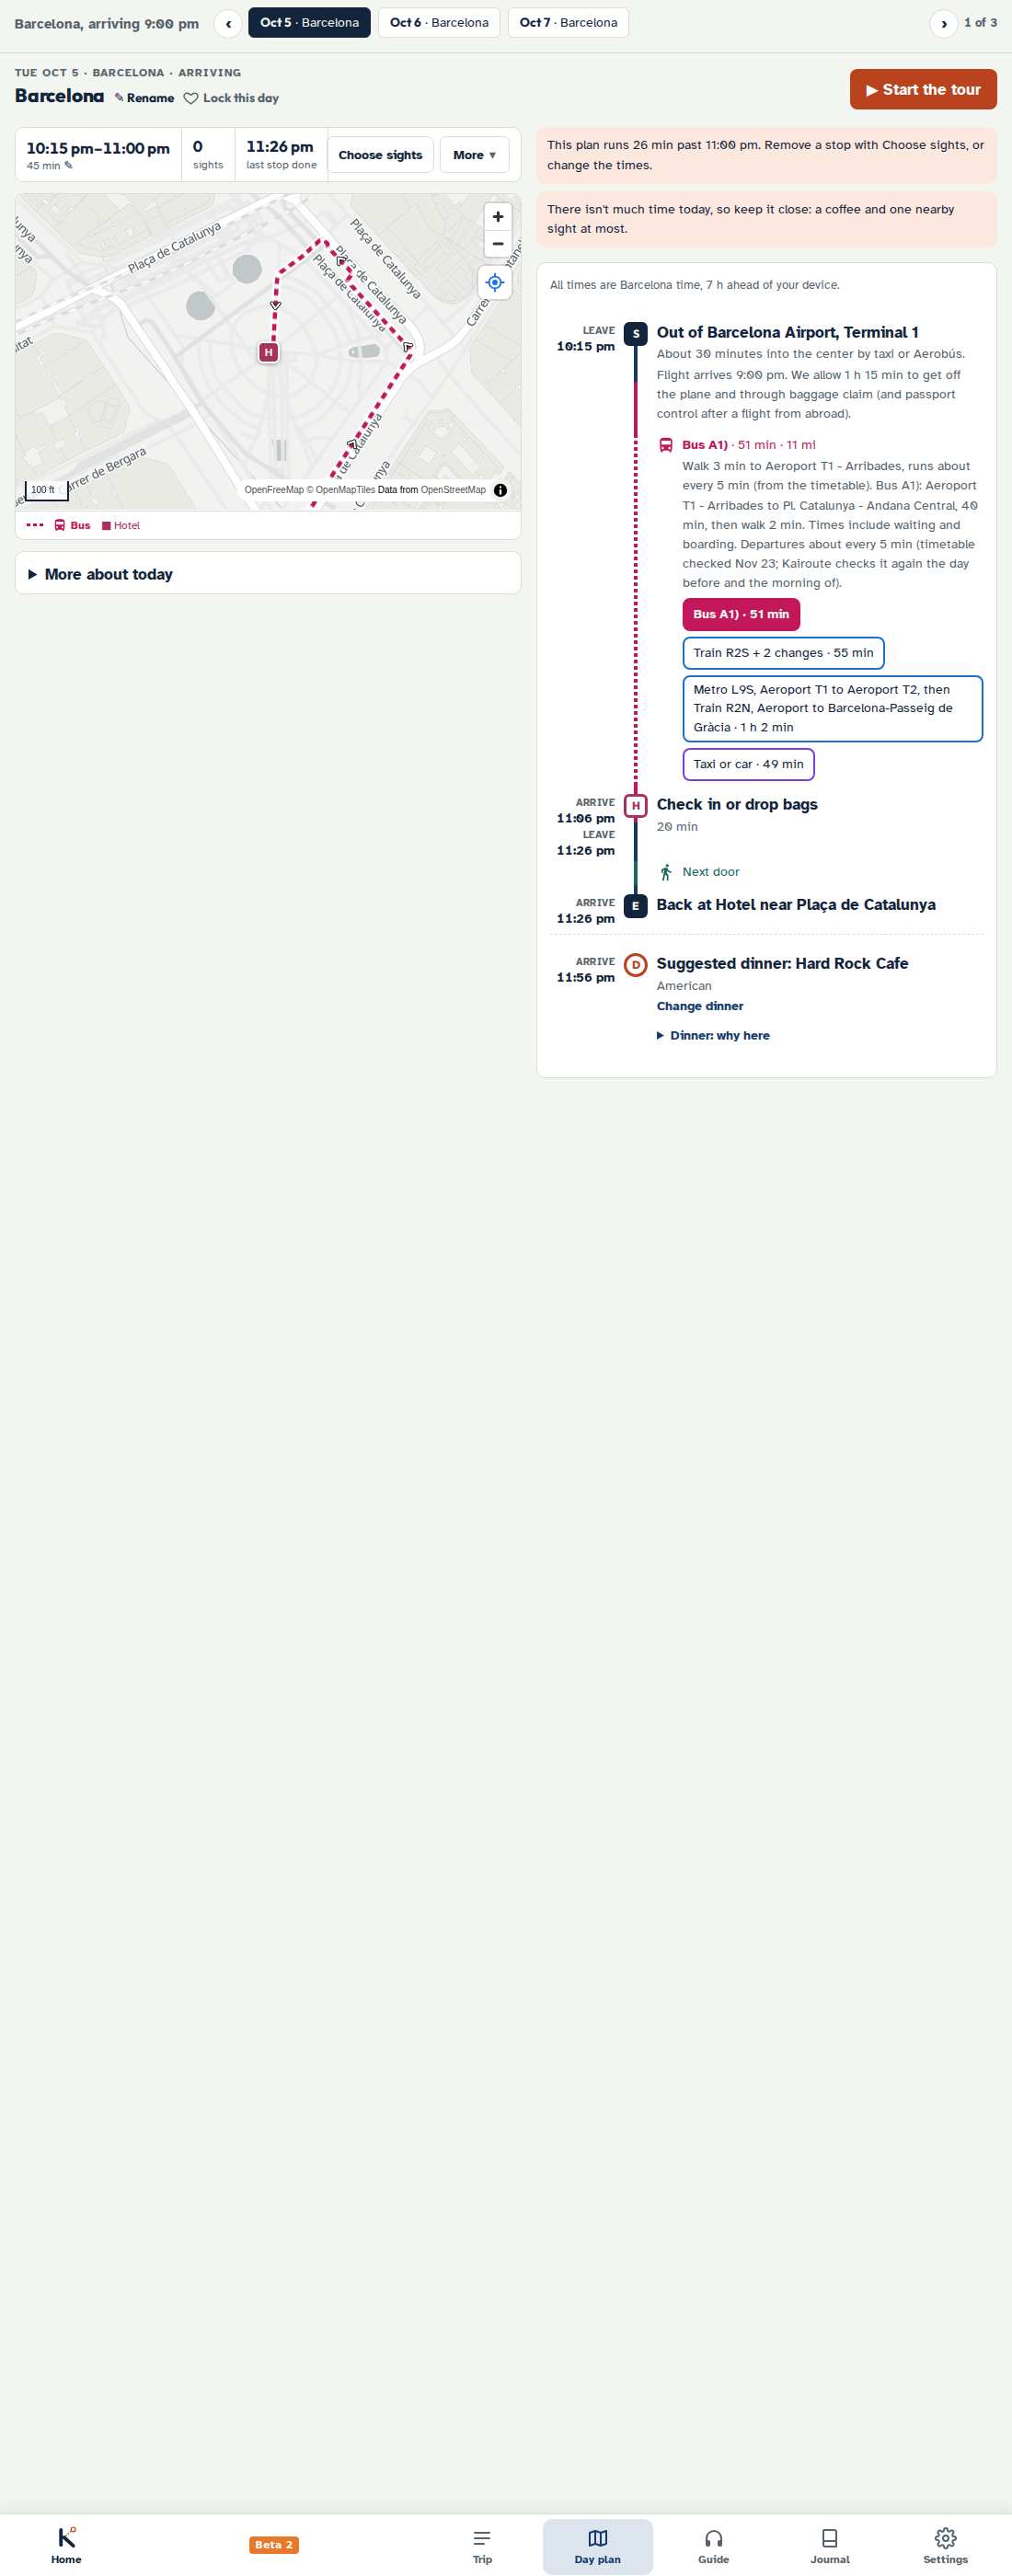 Barcelona, arriving 9:00 pm
‹
Oct 5 · Barcelona
Oct 6 · Barcelona
Oct 7 · Barcelona
›
1 of 3
TUE OCT 5 · BARCELONA · ARRIVING
Barcelona
✎ Rename
Lock this day
▶ Start the tour
10:15 pm–11:00 pm
45 min ✎
0
sights
11:26 pm
last stop done
Choose sights
More ▼
Plaça de Catalunya
Plaça de Catalunya
Plaça de Catalunya
Plaça de Catalunya
Carrer de Bergara
H
+
−
100 ft
OpenFreeMap © OpenMapTiles Data from OpenStreetMap
Bus
Hotel
▶ More about today
This plan runs 26 min past 11:00 pm. Remove a stop with Choose sights, or
change the times.
There isn't much time today, so keep it close: a coffee and one nearby
sight at most.
All times are Barcelona time, 7 h ahead of your device.
LEAVE
10:15 pm
S
Out of Barcelona Airport, Terminal 1
About 30 minutes into the center by taxi or Aerobús.
Flight arrives 9:00 pm. We allow 1 h 15 min to get off
the plane and through baggage claim (and passport
control after a flight from abroad).
Bus A1) · 51 min · 11 mi
Walk 3 min to Aeroport T1 - Arribades, runs about
every 5 min (from the timetable). Bus A1): Aeroport
T1 - Arribades to Pl. Catalunya - Andana Central, 40
min, then walk 2 min. Times include waiting and
boarding. Departures about every 5 min (timetable
checked Nov 23; Kairoute checks it again the day
before and the morning of).
Bus A1) · 51 min
Train R2S + 2 changes · 55 min
Metro L9S, Aeroport T1 to Aeroport T2, then
Train R2N, Aeroport to Barcelona-Passeig de
Gràcia · 1 h 2 min
Taxi or car · 49 min
ARRIVE
11:06 pm
LEAVE
11:26 pm
H
Check in or drop bags
20 min
Next door
ARRIVE
11:26 pm
E
Back at Hotel near Plaça de Catalunya
ARRIVE
11:56 pm
D
Suggested dinner: Hard Rock Cafe
American
Change dinner
▶ Dinner: why here
Home
Beta 2
Trip
Day plan
Guide
Journal
Settings